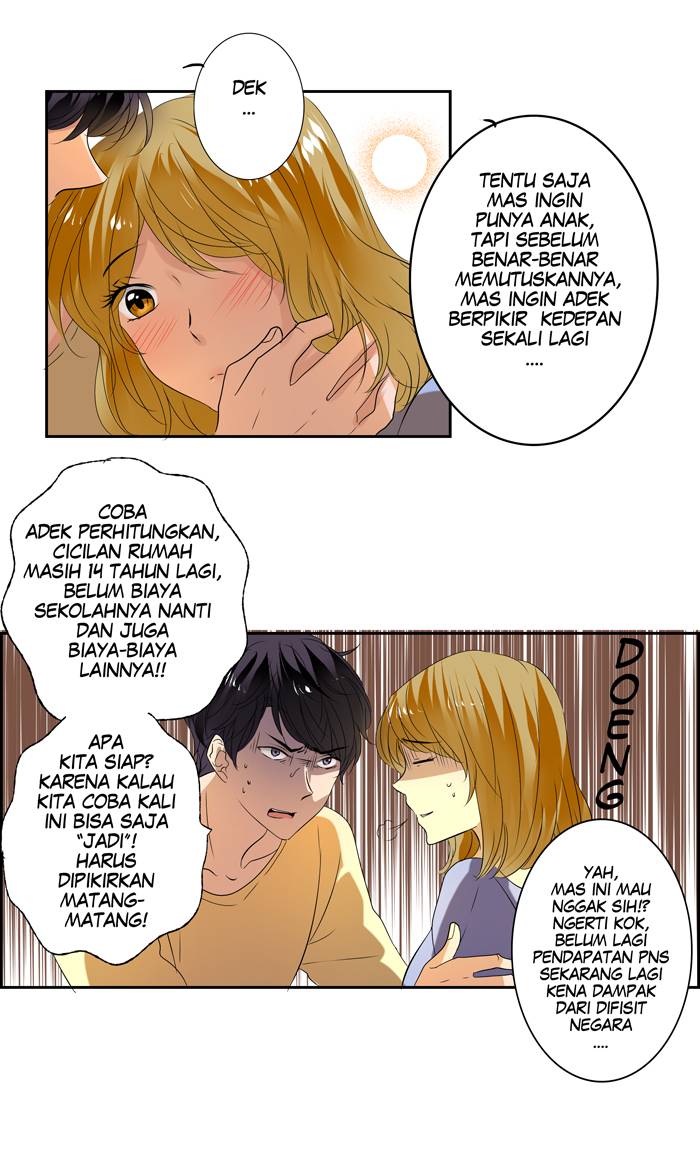 DEK
...
TENTU SAJA
MAS INGIN
PUNYA ANAK,
TAPI SEBELUM
BENAR-BENAR
MEMUTUSKANNYA,
MAS INGIN ADEK
BERPIKIR KEDEPAN
SEKALI LAGI
....
COBA
ADEK PERHITUNGKAN,
CICILAN RUMAH
MASIH 14 TAHUN LAGI,
BELUM BIAYA
SEKOLAHNYA NANTI
DAN JUGA
BIAYA-BIAYA
LAINNYA!!
APA
KITA SIAP?
KARENA KALAU
KITA COBA KALI
INI BISA SAJA
"JADI"!
HARUS
DIPIKIRKAN
MATANG-
MATANG!
DOENG
YAH,
MAS INI MAU
NGGAK SIH!?
NGERTI KOK,
BELUM LAGI
PENDAPATAN PNS
SEKARANG LAGI
KENA DAMPAK
DARI DIFISIT
NEGARA
....